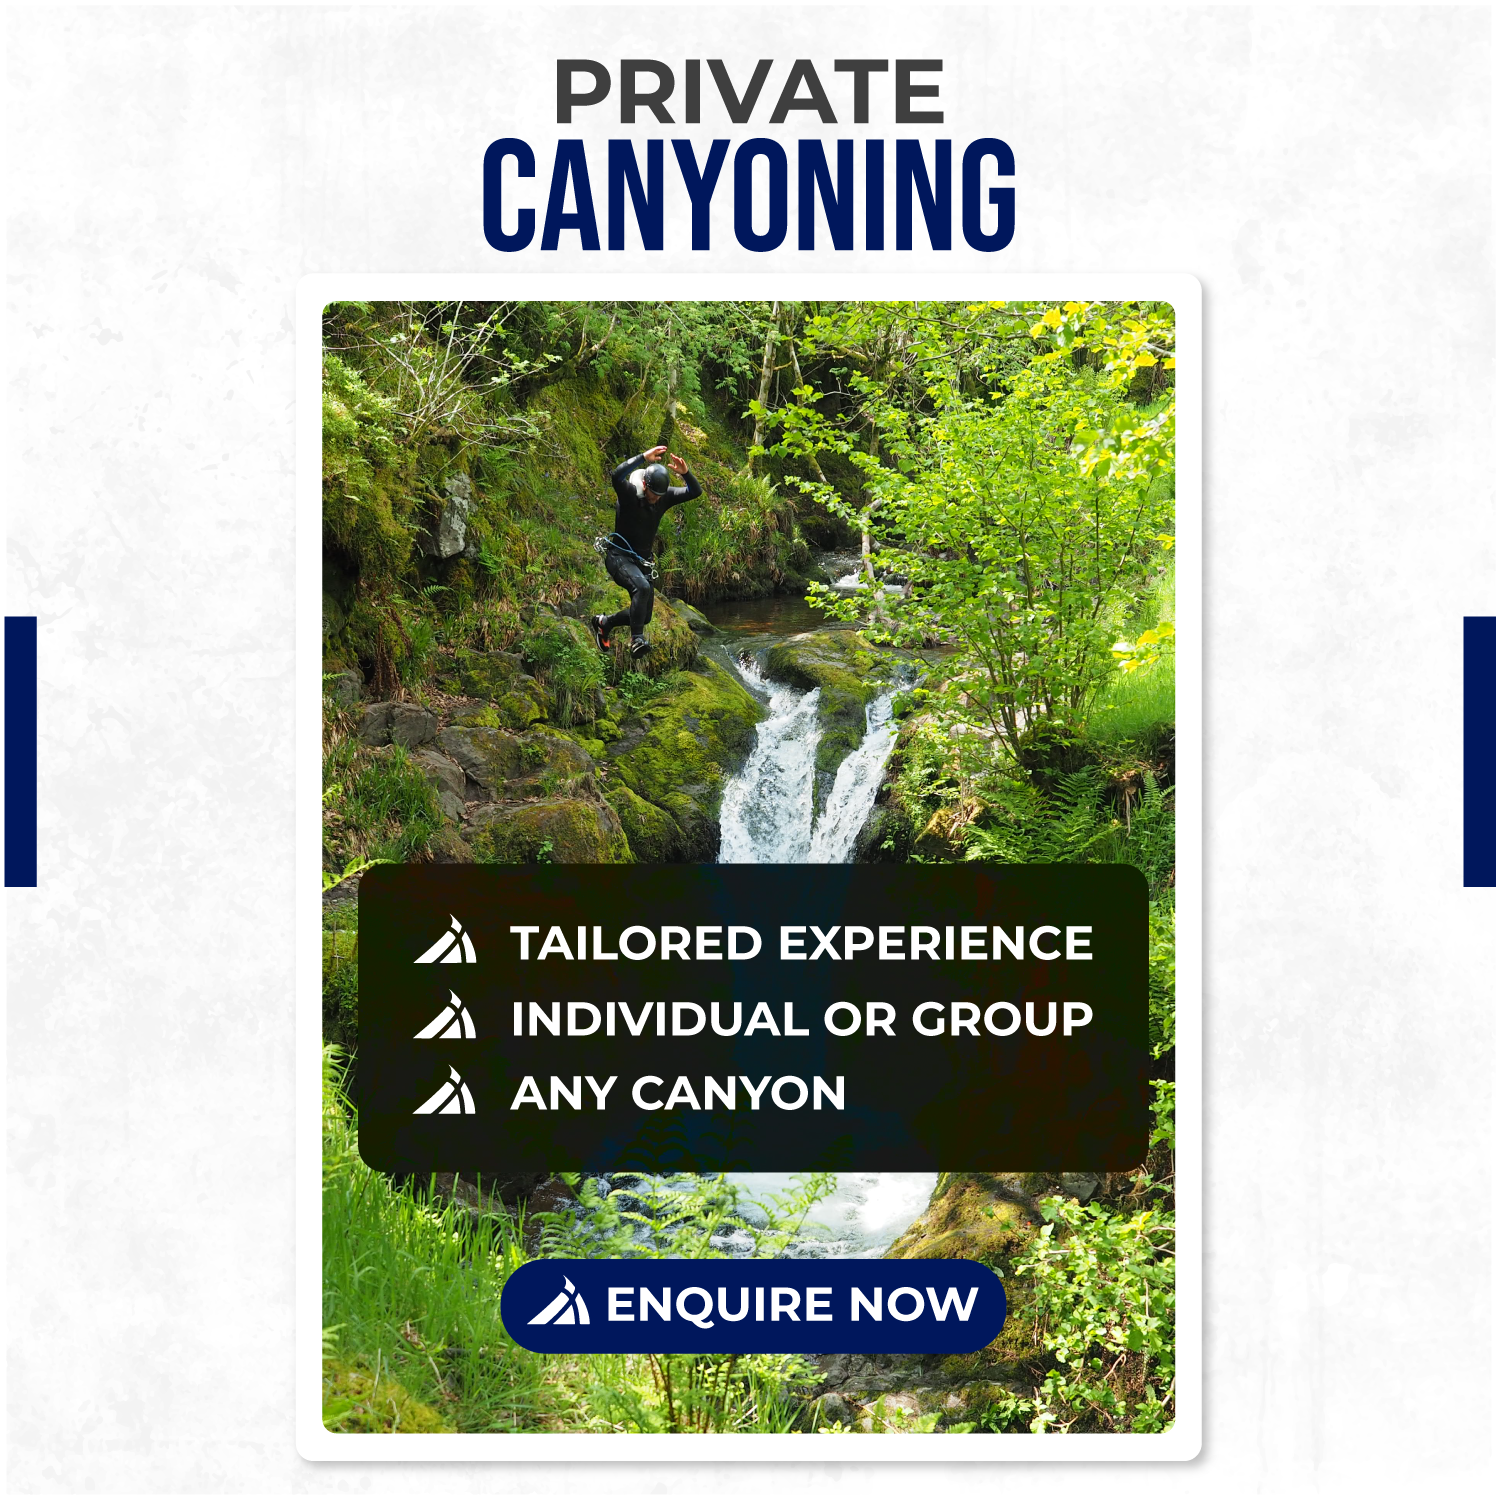 PRIVATE
CANYONING
TAILORED EXPERIENCE
INDIVIDUAL OR GROUP
ANY CANYON
ENQUIRE NOW